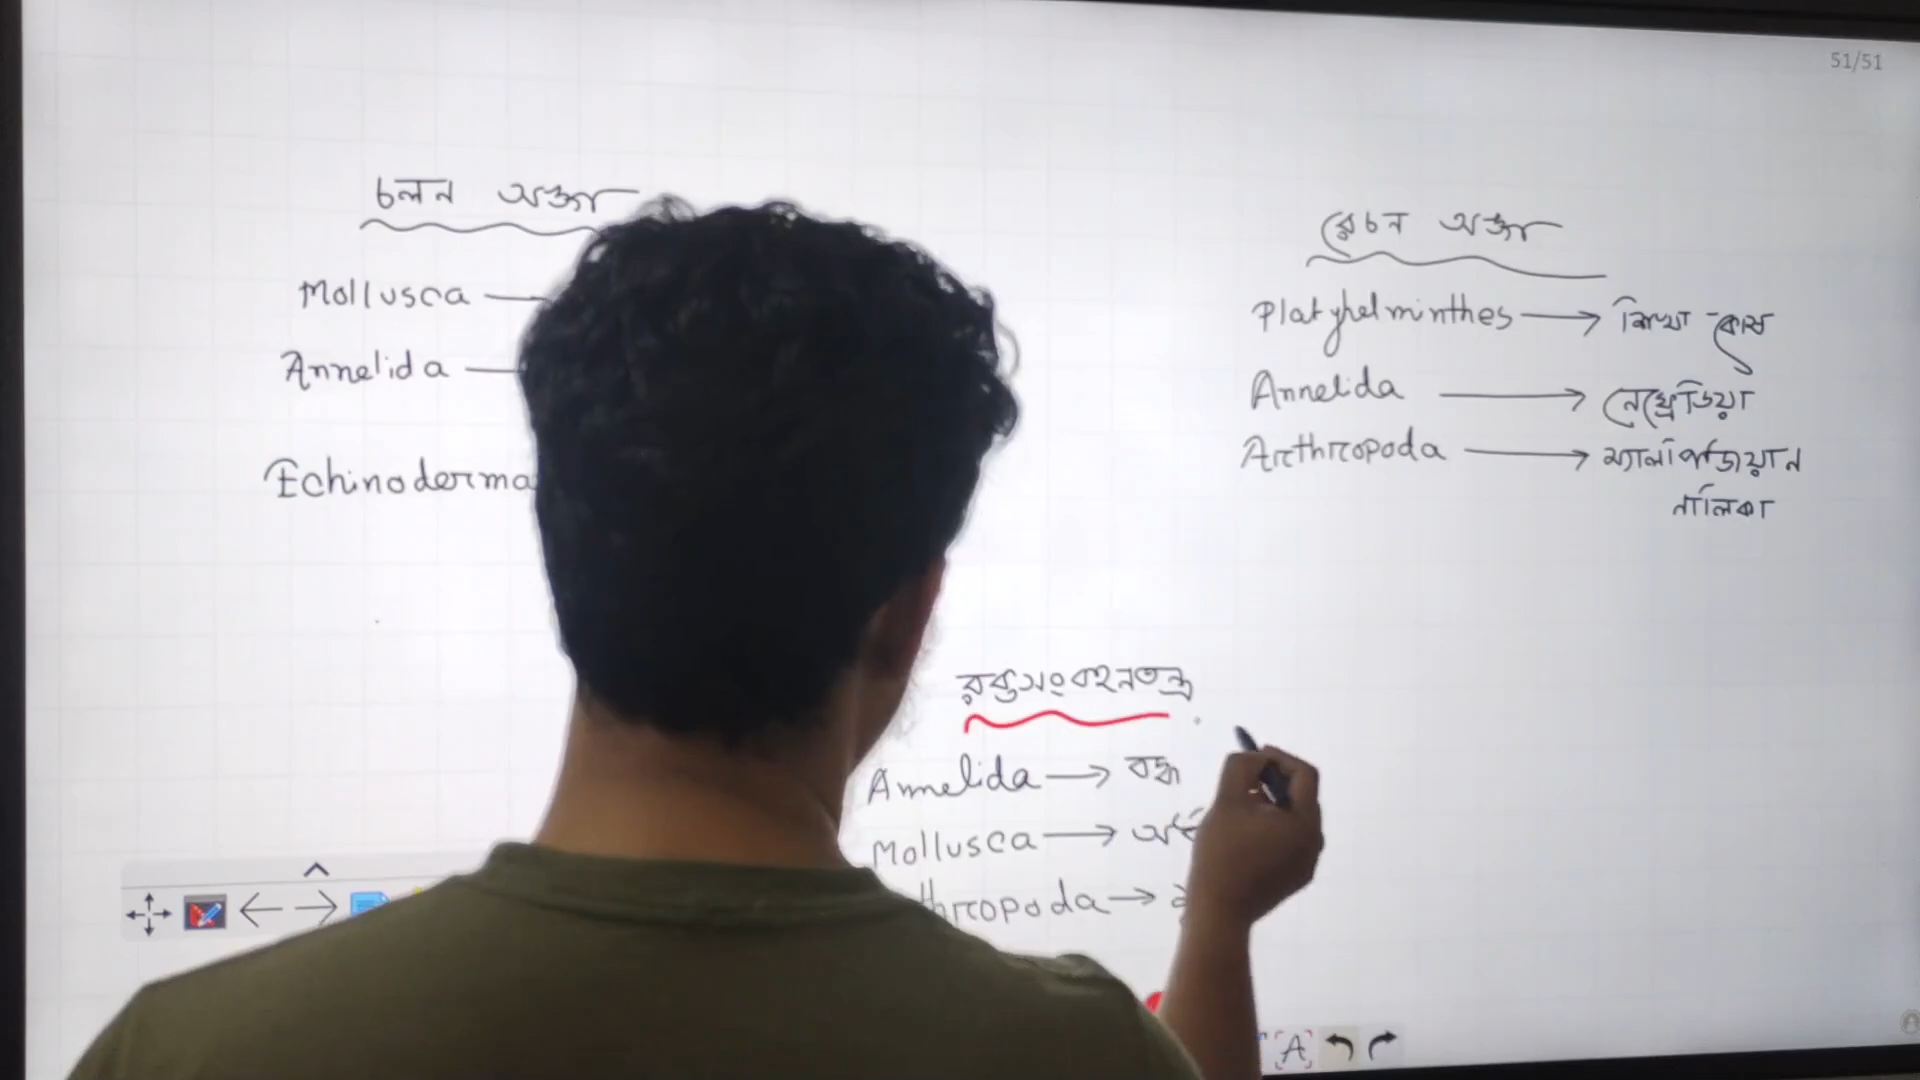 51/51
চলন অঙ্গ
Mollusca
Annelida
Echinoderma
রেচন অঙ্গ
Platyhelminthes → শিখা কোষ
Annelida → নেফ্রিডিয়া
Arthropoda → ম্যালপিজিয়ান
নালিকা
রক্তসংবহনতন্ত্র
Annelida → বদ্ধ
Mollusca → অর্ধ
thropoda →
A